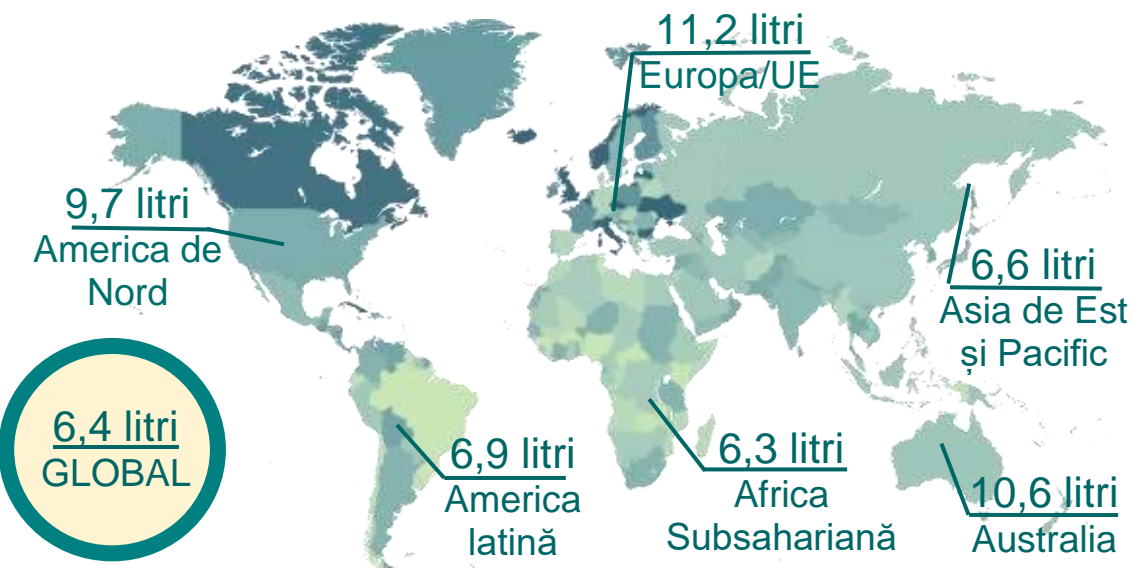 11,2 litri
Europa/UE
9,7 litri
America de
Nord
6,6 litri
Asia de Est
și Pacific
6,4 litri
GLOBAL
6,9 litri
America
latină
6,3 litri
Africa
Subsahariană
10,6 litri
Australia